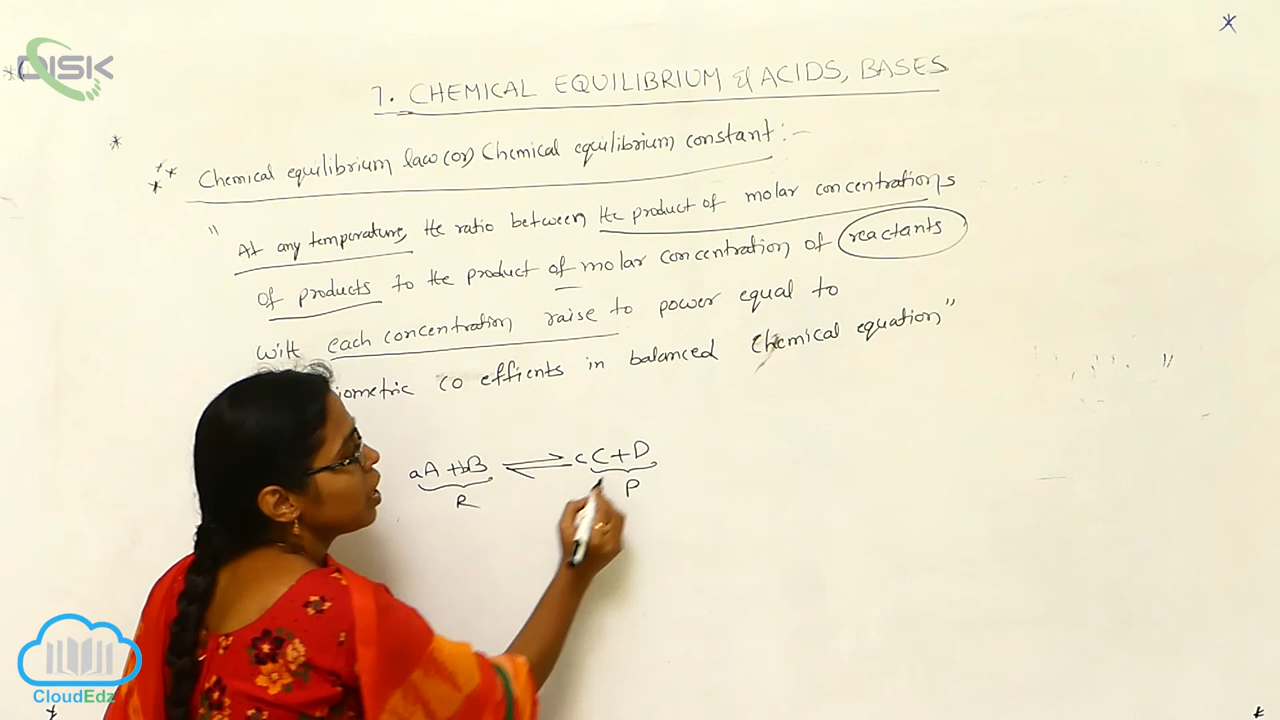 DISK
7. CHEMICAL EQUILIBRIUM & ACIDS, BASES
Chemical equilibrium law (or) Chemical equilibrium constant :-
"At any temperature, the ratio between the product of molar concentrations
of products to the product of molar concentration of reactants
with each concentration raise to power equal to
iometric co effients in balanced chemical equation"
aA + bB ⇌ cC + D
R P
CloudEdz